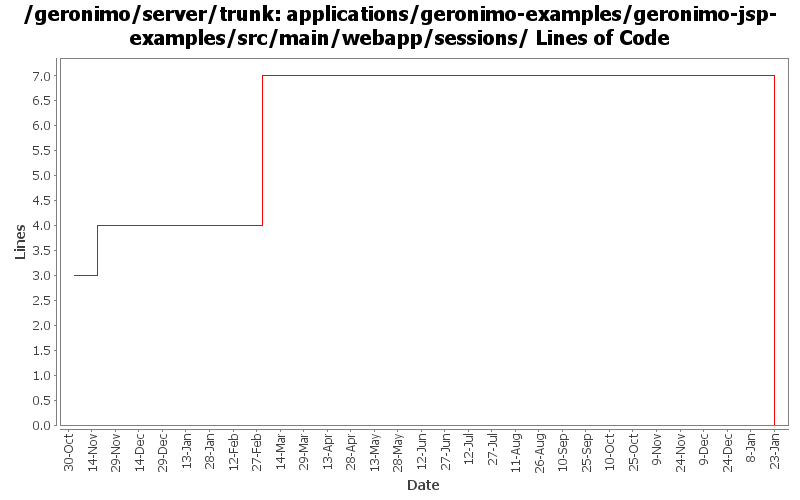 /geronimo/server/trunk: applications/geronimo-examples/geronimo-jsp-
examples/src/main/webapp/sessions/ Lines of Code
Lines
7.0
6.5
6.0
5.5
5.0
4.5
4.0
3.5
3.0
2.5
2.0
1.5
1.0
0.5
0.0
30-Oct
14-Nov
29-Nov
14-Dec
29-Dec
13-Jan
28-Jan
12-Feb
27-Feb
14-Mar
29-Mar
13-Apr
28-Apr
13-May
28-May
12-Jun
27-Jun
12-Jul
27-Jul
11-Aug
26-Aug
10-Sep
25-Sep
10-Oct
25-Oct
9-Nov
24-Nov
9-Dec
24-Dec
8-Jan
23-Jan
Date